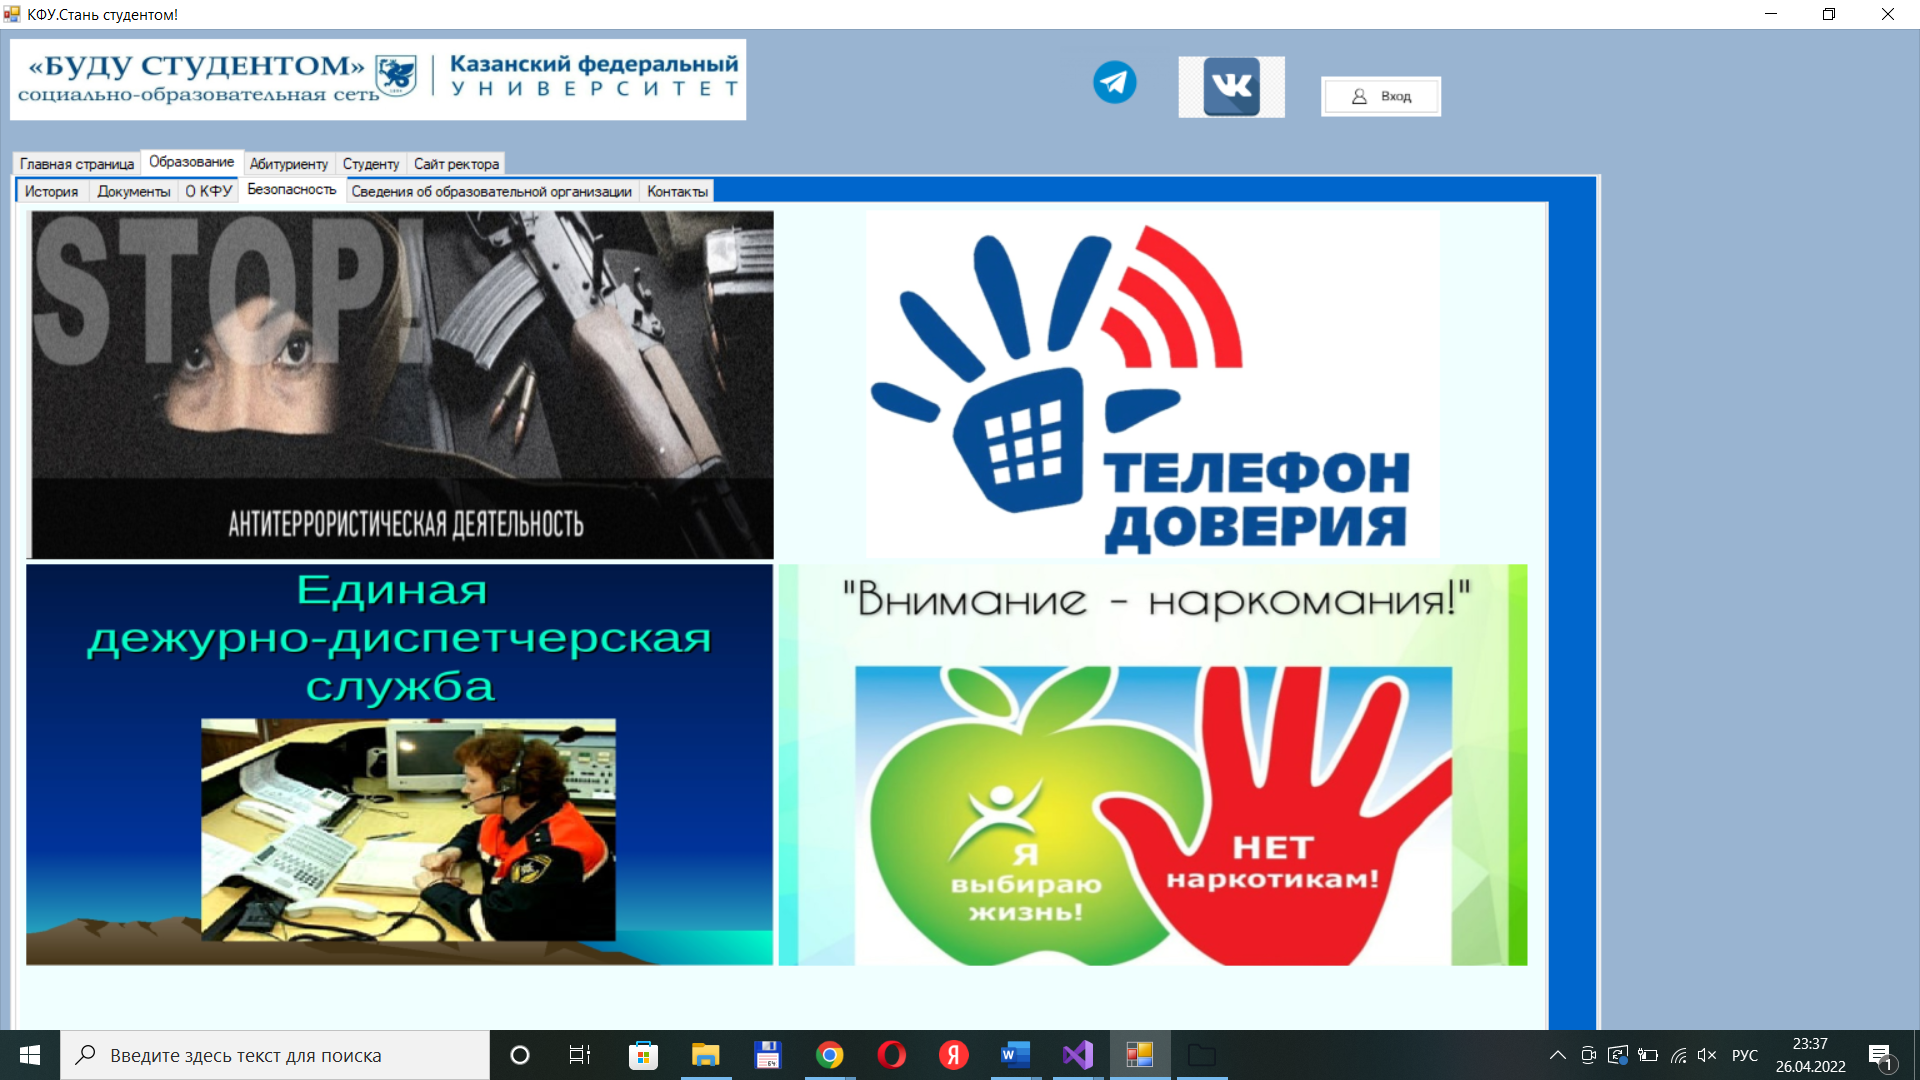 КФУ.Стань студентом!
«БУДУ СТУДЕНТОМ»
социально-образовательная сеть
Казанский федеральный
УНИВЕРСИТЕТ
Вход
Главная страница Образование Абитуриенту Студенту Сайт ректора
История Документы О КФУ Безопасность Сведения об образовательной организации Контакты
STOP!
АНТИТЕРРОРИСТИЧЕСКАЯ ДЕЯТЕЛЬНОСТЬ
ТЕЛЕФОН
ДОВЕРИЯ
Единая
дежурно-диспетчерская
служба
"Внимание - наркомания!"
Я
выбираю
жизнь!
НЕТ
наркотикам!
Введите здесь текст для поиска
РУС
23:37
26.04.2022
1